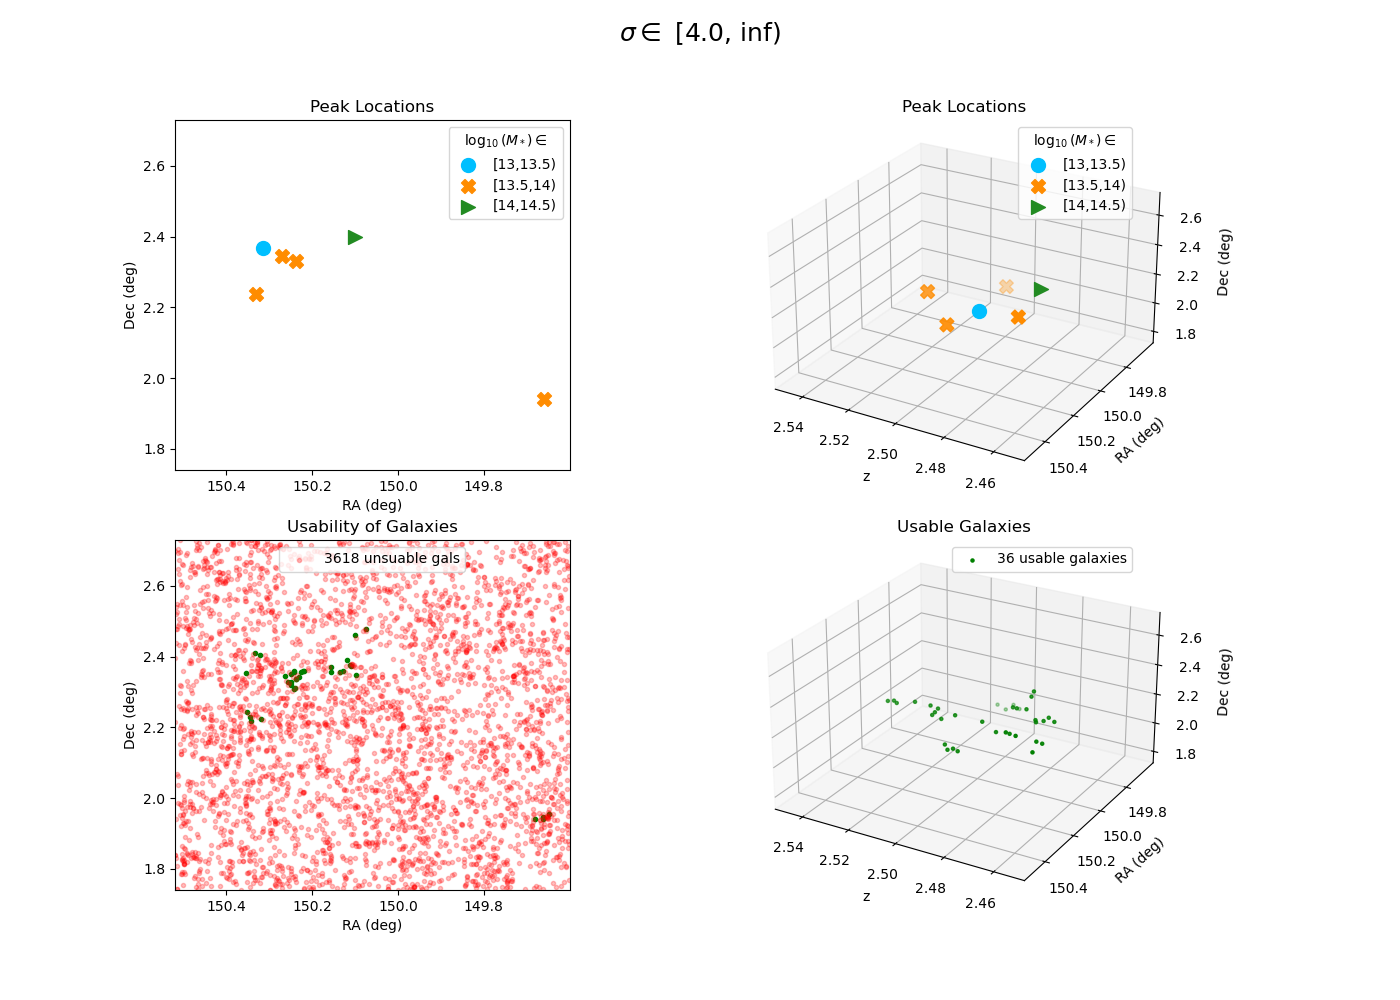 σ ∈ [4.0, inf)
Peak Locations
log₁₀(M*) ∈
[13,13.5)
[13.5,14)
[14,14.5)
2.6
2.4
2.2
2.0
1.8
Dec (deg)
150.4 150.2 150.0 149.8
RA (deg)
Peak Locations
log₁₀(M*) ∈
[13,13.5)
[13.5,14)
[14,14.5)
2.6
2.4
2.2
2.0
1.8
Dec (deg)
149.8
150.0
150.2
150.4
RA (deg)
2.54
2.52
2.50
2.48
2.46
z
Usability of Galaxies
3618 unusuable gals
2.6
2.4
2.2
2.0
1.8
Dec (deg)
150.4 150.2 150.0 149.8
RA (deg)
Usable Galaxies
36 usable galaxies
2.6
2.4
2.2
2.0
1.8
Dec (deg)
149.8
150.0
150.2
150.4
RA (deg)
2.54
2.52
2.50
2.48
2.46
z